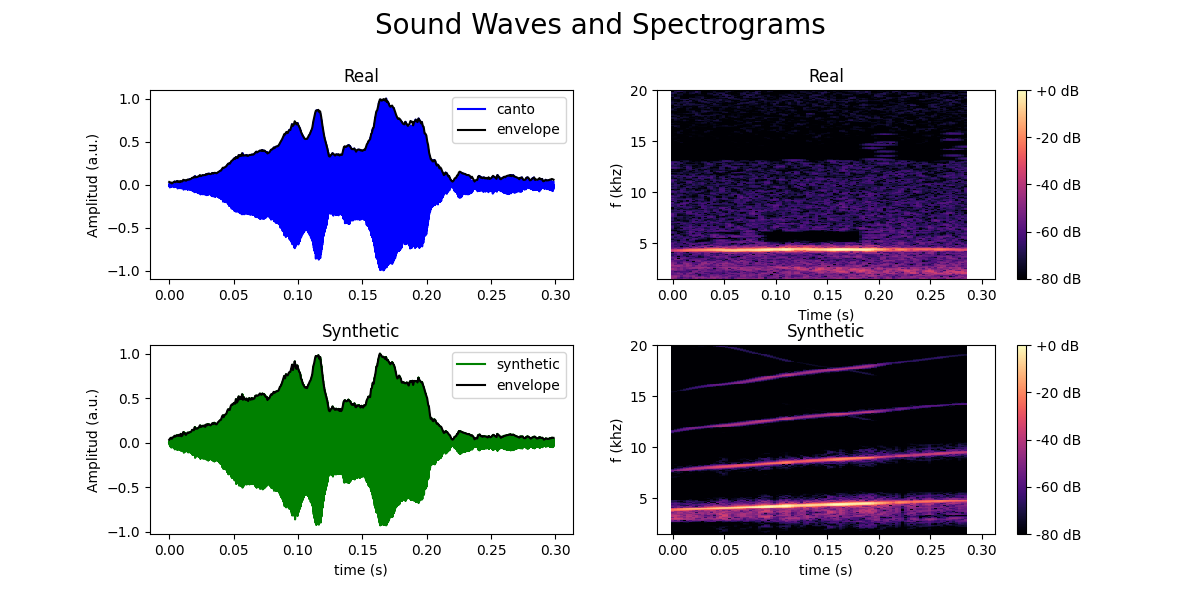 Sound Waves and Spectrograms
Real
1.0
0.5
0.0
−0.5
−1.0
Amplitud (a.u.)
canto
envelope
0.00 0.05 0.10 0.15 0.20 0.25 0.30
Real
20
15
10
5
f (khz)
0.00 0.05 0.10 0.15 0.20 0.25 0.30
Time (s)
+0 dB
-20 dB
-40 dB
-60 dB
-80 dB
Synthetic
1.0
0.5
0.0
−0.5
−1.0
Amplitud (a.u.)
synthetic
envelope
0.00 0.05 0.10 0.15 0.20 0.25 0.30
time (s)
Synthetic
20
15
10
5
f (khz)
0.00 0.05 0.10 0.15 0.20 0.25 0.30
time (s)
+0 dB
-20 dB
-40 dB
-60 dB
-80 dB